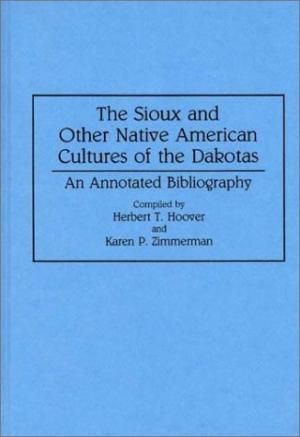 The Sioux and
Other Native American
Cultures of the Dakotas
An Annotated Bibliography
Compiled by
Herbert T. Hoover
and
Karen P. Zimmerman